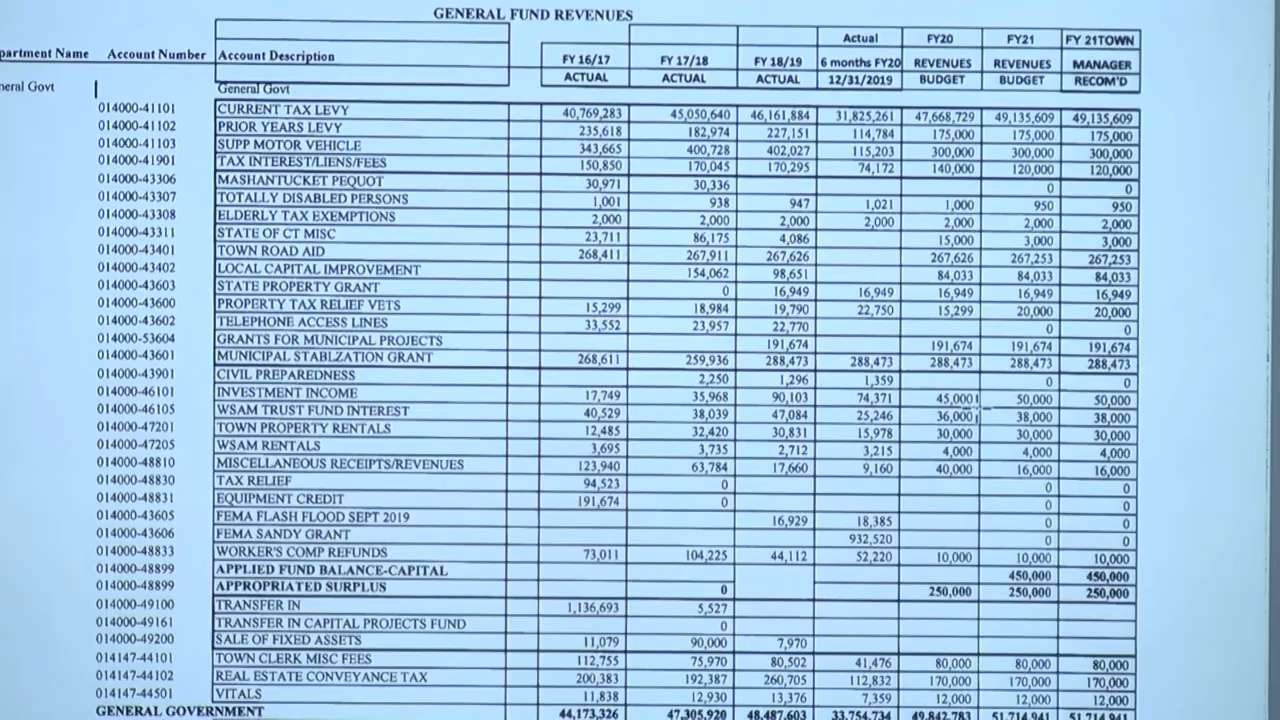 GENERAL FUND REVENUES
Actual FY20 FY21 FY 21TOWN
partment Name Account Number Account Description FY 16/17 FY 17/18 FY 18/19 6 months FY20 REVENUES REVENUES MANAGER
ACTUAL ACTUAL ACTUAL 12/31/2019 BUDGET BUDGET RECOM'D
neral Govt General Govt
014000-41101 CURRENT TAX LEVY 40,769,283 45,050,640 46,161,884 31,825,261 47,668,729 49,135,609 49,135,609
014000-41102 PRIOR YEARS LEVY 235,618 182,974 227,151 114,784 175,000 175,000 175,000
014000-41103 SUPP MOTOR VEHICLE 343,665 400,728 402,027 115,203 300,000 300,000 300,000
014000-41901 TAX INTEREST/LIENS/FEES 150,850 170,045 170,295 74,172 140,000 120,000 120,000
014000-43306 MASHANTUCKET PEQUOT 30,971 30,336 0 0
014000-43307 TOTALLY DISABLED PERSONS 1,001 938 947 1,021 1,000 950 950
014000-43308 ELDERLY TAX EXEMPTIONS 2,000 2,000 2,000 2,000 2,000 2,000 2,000
014000-43311 STATE OF CT MISC 23,711 86,175 4,086 15,000 3,000 3,000
014000-43401 TOWN ROAD AID 268,411 267,911 267,626 267,626 267,253 267,253
014000-43402 LOCAL CAPITAL IMPROVEMENT 154,062 98,651 84,033 84,033 84,033
014000-43603 STATE PROPERTY GRANT 0 16,949 16,949 16,949 16,949 16,949
014000-43600 PROPERTY TAX RELIEF VETS 15,299 18,984 19,790 22,750 15,299 20,000 20,000
014000-43602 TELEPHONE ACCESS LINES 33,552 23,957 22,770 0 0
014000-53604 GRANTS FOR MUNICIPAL PROJECTS 191,674 191,674 191,674 191,674
014000-43601 MUNICIPAL STABLZATION GRANT 268,611 259,936 288,473 288,473 288,473 288,473 288,473
014000-43901 CIVIL PREPAREDNESS 2,250 1,296 1,359 0 0
014000-46101 INVESTMENT INCOME 17,749 35,968 90,103 74,371 45,000 50,000 50,000
014000-46105 WSAM TRUST FUND INTEREST 40,529 38,039 47,084 25,246 36,000 38,000 38,000
014000-47201 TOWN PROPERTY RENTALS 12,485 32,420 30,831 15,978 30,000 30,000 30,000
014000-47205 WSAM RENTALS 3,695 3,735 2,712 3,215 4,000 4,000 4,000
014000-48810 MISCELLANEOUS RECEIPTS/REVENUES 123,940 63,784 17,660 9,160 40,000 16,000 16,000
014000-48830 TAX RELIEF 94,523 0 0 0
014000-48831 EQUIPMENT CREDIT 191,674 0 0 0
014000-43605 FEMA FLASH FLOOD SEPT 2019 16,929 18,385 0 0
014000-43606 FEMA SANDY GRANT 932,520 0 0
014000-48833 WORKER'S COMP REFUNDS 73,011 104,225 44,112 52,220 10,000 10,000 10,000
014000-48899 APPLIED FUND BALANCE-CAPITAL 450,000 450,000
014000-48899 APPROPRIATED SURPLUS 0 250,000 250,000 250,000
014000-49100 TRANSFER IN 1,136,693 5,527
014000-49161 TRANSFER IN CAPITAL PROJECTS FUND 0
014000-49200 SALE OF FIXED ASSETS 11,079 90,000 7,970
014147-44101 TOWN CLERK MISC FEES 112,755 75,970 80,502 41,476 80,000 80,000 80,000
014147-44102 REAL ESTATE CONVEYANCE TAX 200,383 192,387 260,705 112,832 170,000 170,000 170,000
014147-44501 VITALS 11,838 12,930 13,376 7,359 12,000 12,000 12,000
GENERAL GOVERNMENT 44,173,326 47,305,920 48,487,603 33,754,734 49,842,783 51,714,941 51,714,941